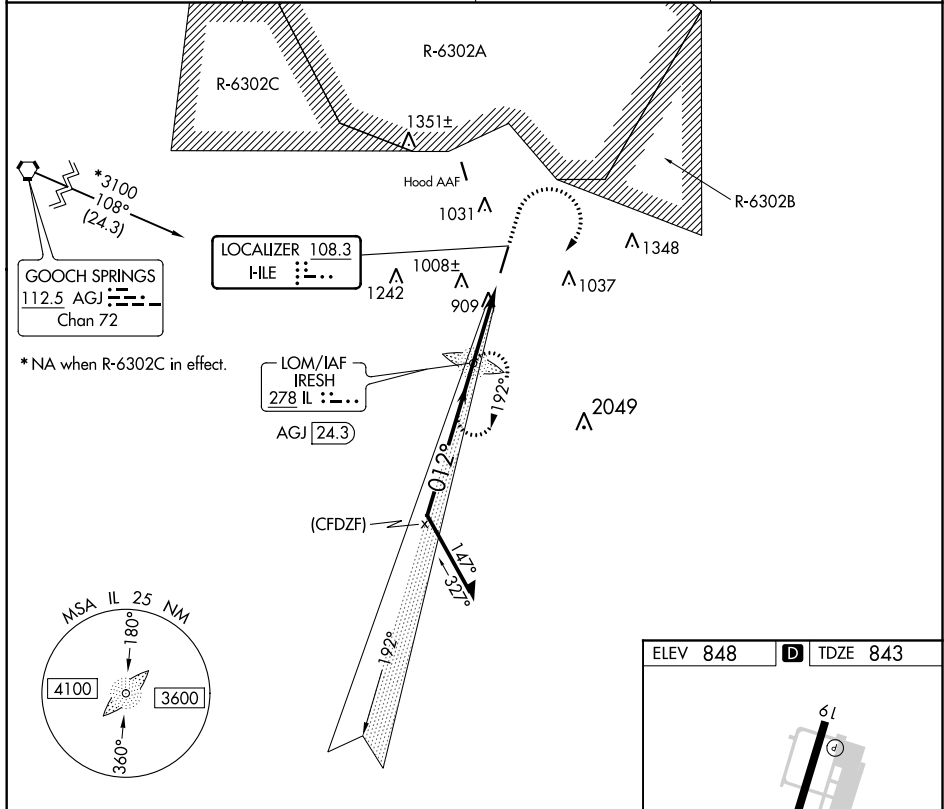 R-6302A
R-6302C
1351±
Hood AAF
R-6302B
*3100
108°
(24.3)
1031
LOCALIZER 108.3
I-ILE
1348
GOOCH SPRINGS
112.5 AGJ
Chan 72
1008±
1242
1037
909
* NA when R-6302C in effect.
LOM/IAF
IRESH
278 IL
192°
AGJ 24.3
2049
012°
(CFDZF)
147°
327°
192°
MSA IL 25 NM
180°
4100
3600
360°
ELEV 848
D
TDZE 843
19
P